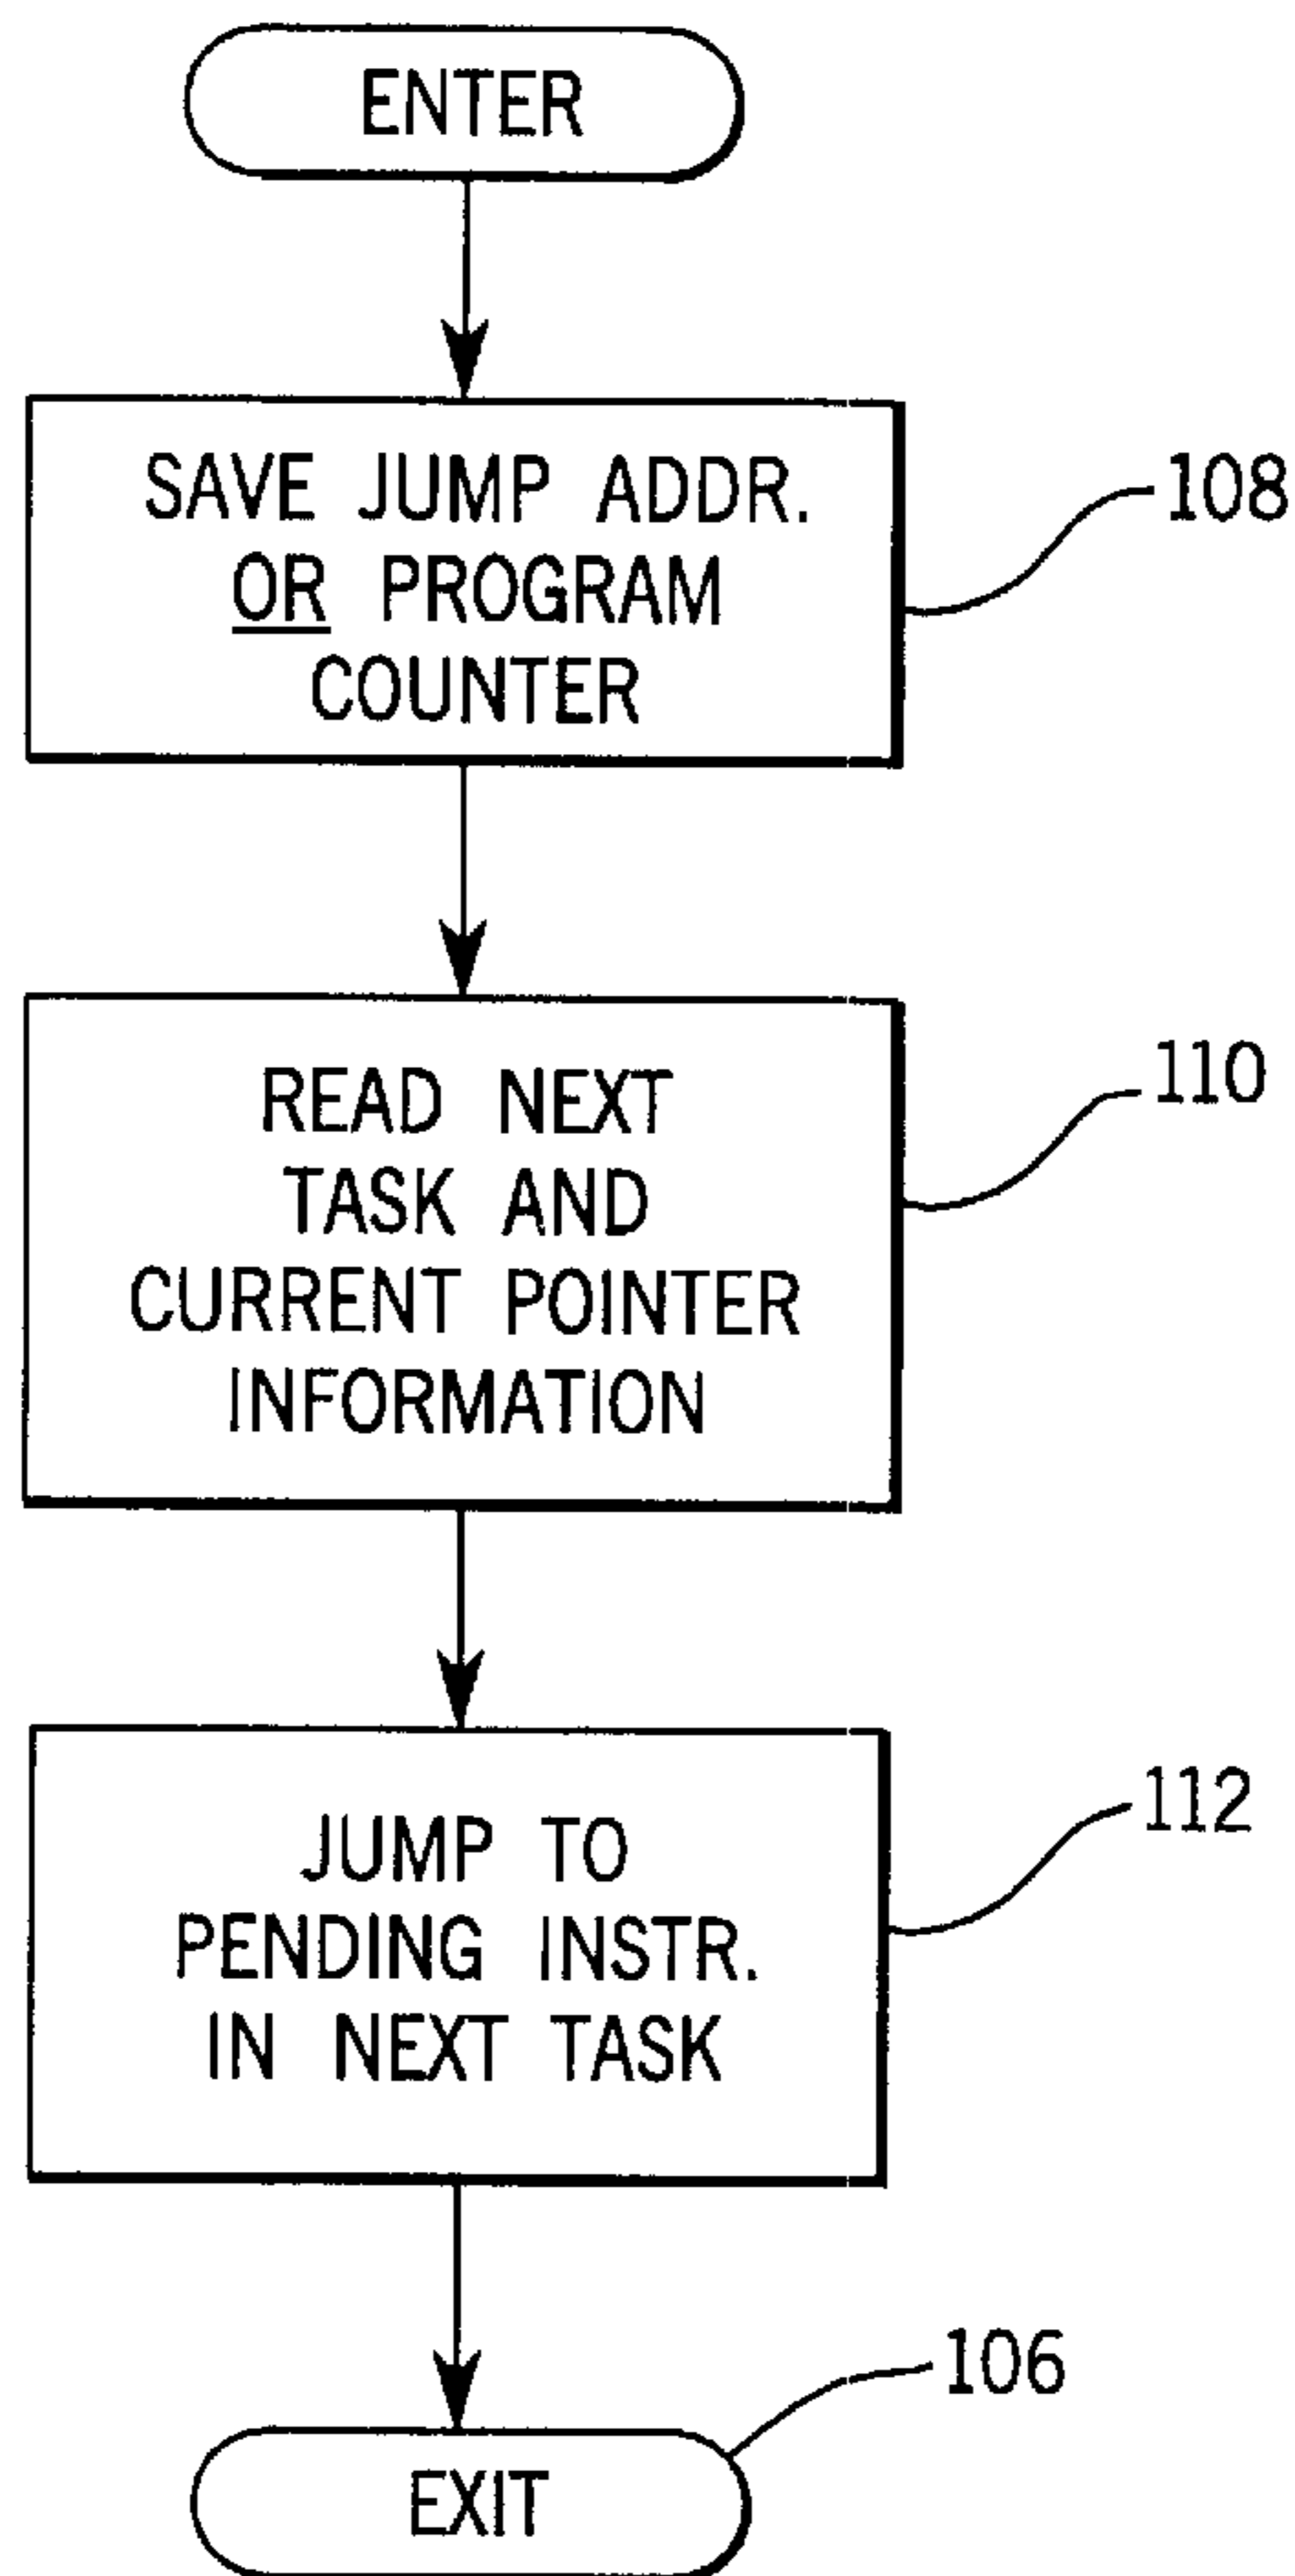 ENTER
SAVE JUMP ADDR.
OR PROGRAM
COUNTER
108
READ NEXT
TASK AND
CURRENT POINTER
INFORMATION
110
JUMP TO
PENDING INSTR.
IN NEXT TASK
112
106
EXIT